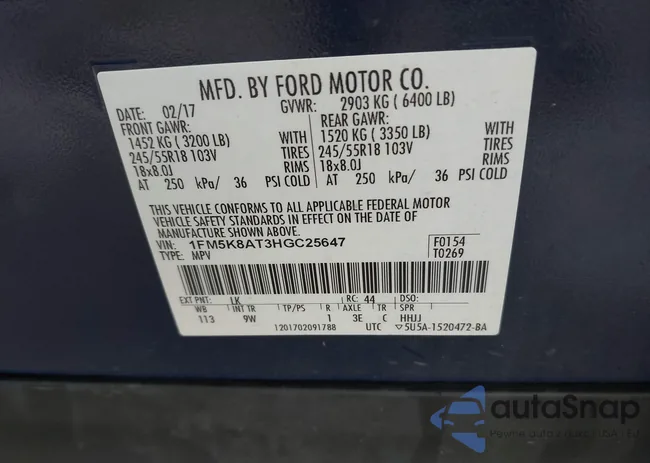 MFD. BY FORD MOTOR CO.
DATE: 02/17 GVWR: 2903 KG ( 6400 LB)
FRONT GAWR: REAR GAWR:
1452 KG ( 3200 LB) WITH 1520 KG ( 3350 LB) WITH
245/55R18 103V TIRES 245/55R18 103V TIRES
18x8.0J RIMS 18x8.0J RIMS
AT 250 kPa/ 36 PSI COLD AT 250 kPa/ 36 PSI COLD
THIS VEHICLE CONFORMS TO ALL APPLICABLE FEDERAL MOTOR
VEHICLE SAFETY STANDARDS IN EFFECT ON THE DATE OF
MANUFACTURE SHOWN ABOVE.
VIN: 1FM5K8AT3HGC25647 F0154
TYPE: MPV T0269
EXT PNT: LK RC: 44 DSO:
WB INT TR TP/PS R AXLE TR SPR
113 9W 1 3E C HHJJ
1201702091788 UTC 5U5A-1520472-BA
autaSnap
Pewne auto z